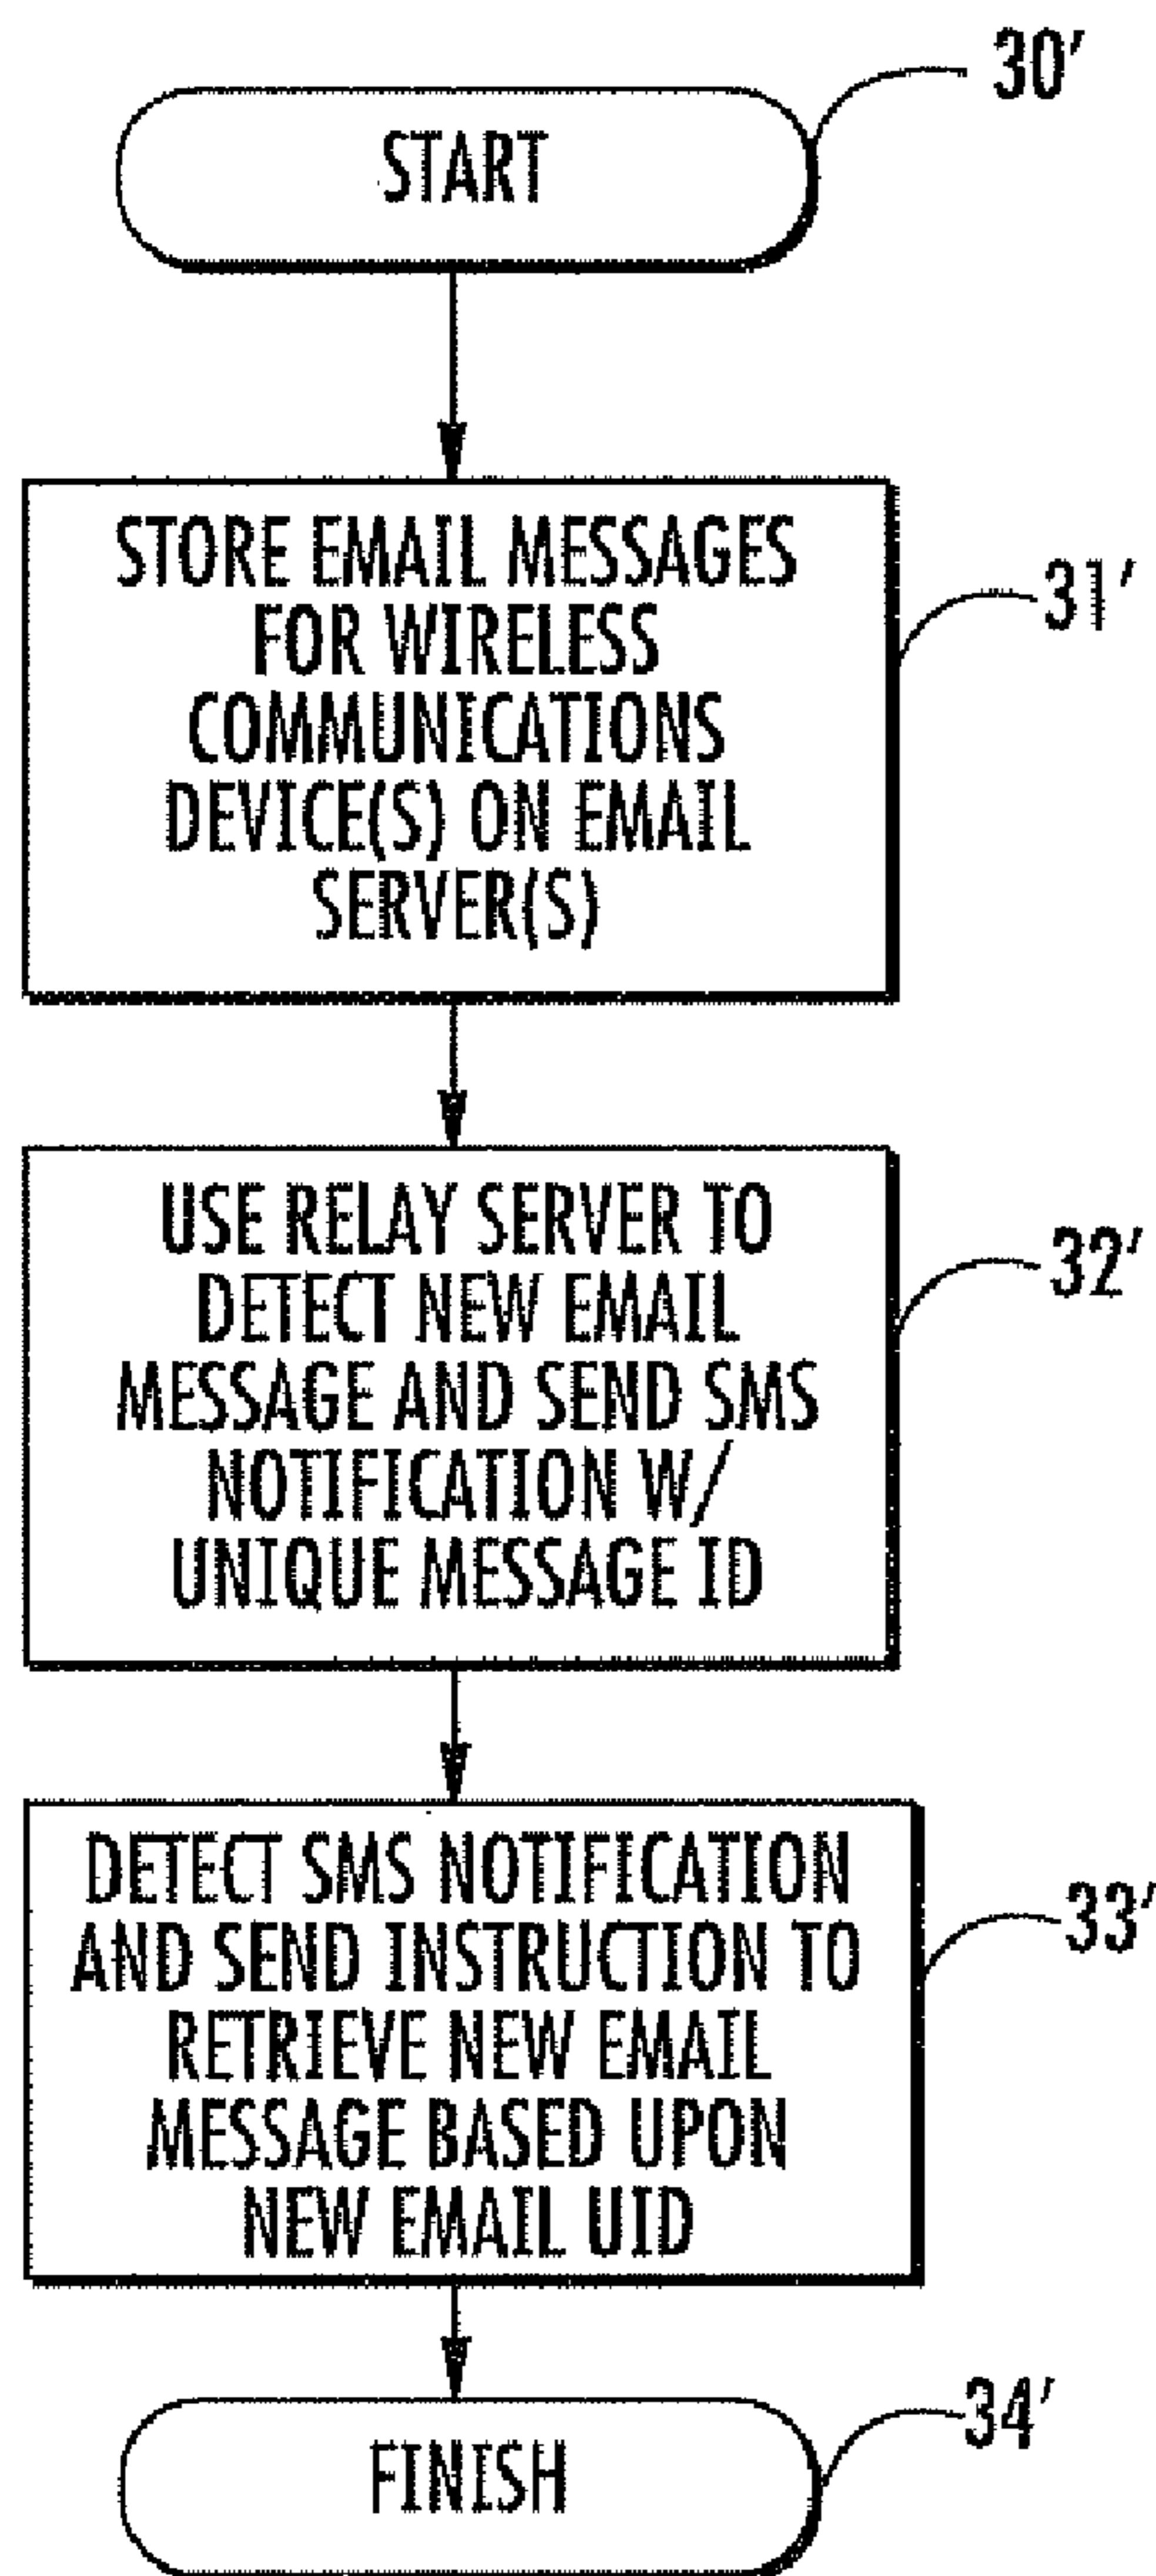 30'
START
STORE EMAIL MESSAGES
FOR WIRELESS
COMMUNICATIONS
DEVICE(S) ON EMAIL
SERVER(S)
31'
USE RELAY SERVER TO
DETECT NEW EMAIL
MESSAGE AND SEND SMS
NOTIFICATION W/
UNIQUE MESSAGE ID
32'
DETECT SMS NOTIFICATION
AND SEND INSTRUCTION TO
RETRIEVE NEW EMAIL
MESSAGE BASED UPON
NEW EMAIL UID
33'
34'
FINISH